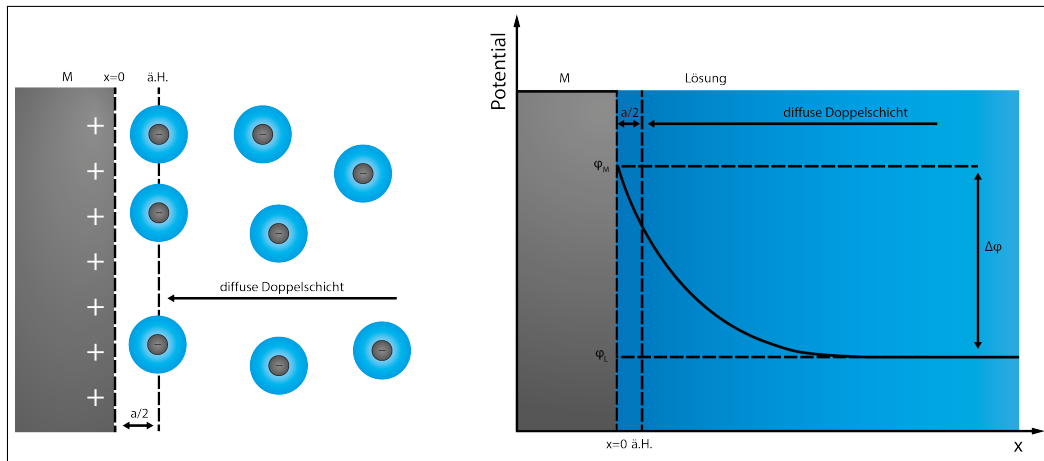 M x=0 ä.H.
+
−
−
+
−
+
−
+
−
+
diffuse Doppelschicht
+
−
−
−
+
a/2
Potential
M Lösung
a/2 diffuse Doppelschicht
φM
Δφ
φL
x=0 ä.H.
x